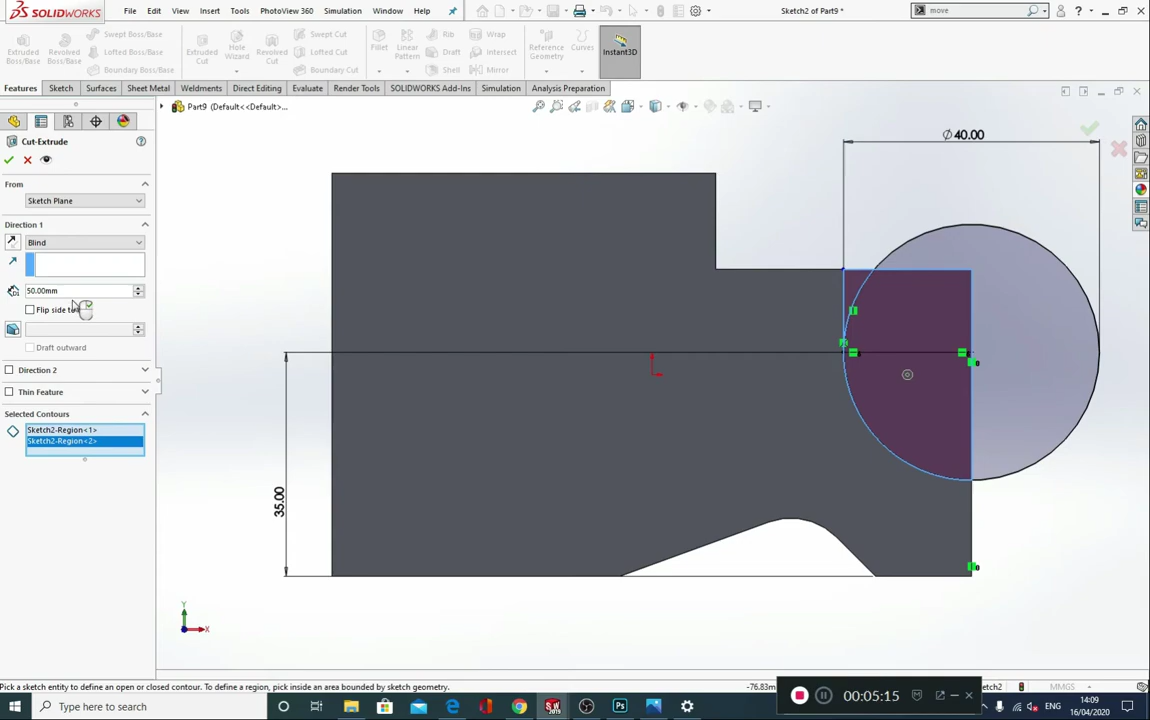 SOLIDWORKS File Edit View Insert Tools PhotoView 360 Simulation Window Help Sketch2 of Part9 * move
Extruded Boss/Base Revolved Boss/Base Swept Boss/Base Lofted Boss/Base Boundary Boss/Base Extruded Cut Hole Wizard Revolved Cut Swept Cut Lofted Cut Boundary Cut Fillet Linear Pattern Rib Draft Shell Wrap Intersect Mirror Reference Geometry Curves Instant3D
Features Sketch Surfaces Sheet Metal Weldments Direct Editing Evaluate Render Tools SOLIDWORKS Add-Ins Simulation Analysis Preparation
Part9 (Default<<Default>...
Cut-Extrude
From
Sketch Plane
Direction 1
Blind
50.00mm
Flip side t
Draft outward
Direction 2
Thin Feature
Selected Contours
Sketch2-Region<1>
Sketch2-Region<2>
Ø 40.00
35.00
Y
X
Pick a sketch entity to define an open or closed contour. To define a region, pick inside an area bounded by sketch geometry.
-76.83m
MMGS
Type here to search
00:05:15
ENG
14:09
16/04/2020